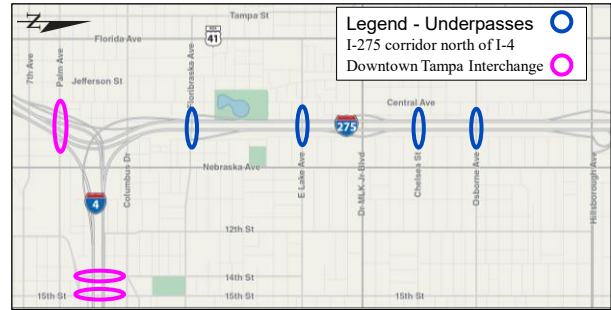 N
Tampa St
Legend - Underpasses
I-275 corridor north of I-4
Downtown Tampa Interchange
Florida Ave
41
7th Ave
Palm Ave
Jefferson St
Floribraska Ave
Central Ave
275
Columbus Dr
Nebraska Ave
E Lake Ave
Dr MLK Jr Blvd
Chelsea St
Osborne Ave
Hillsborough Ave
4
12th St
14th St
15th St
15th St
15th St